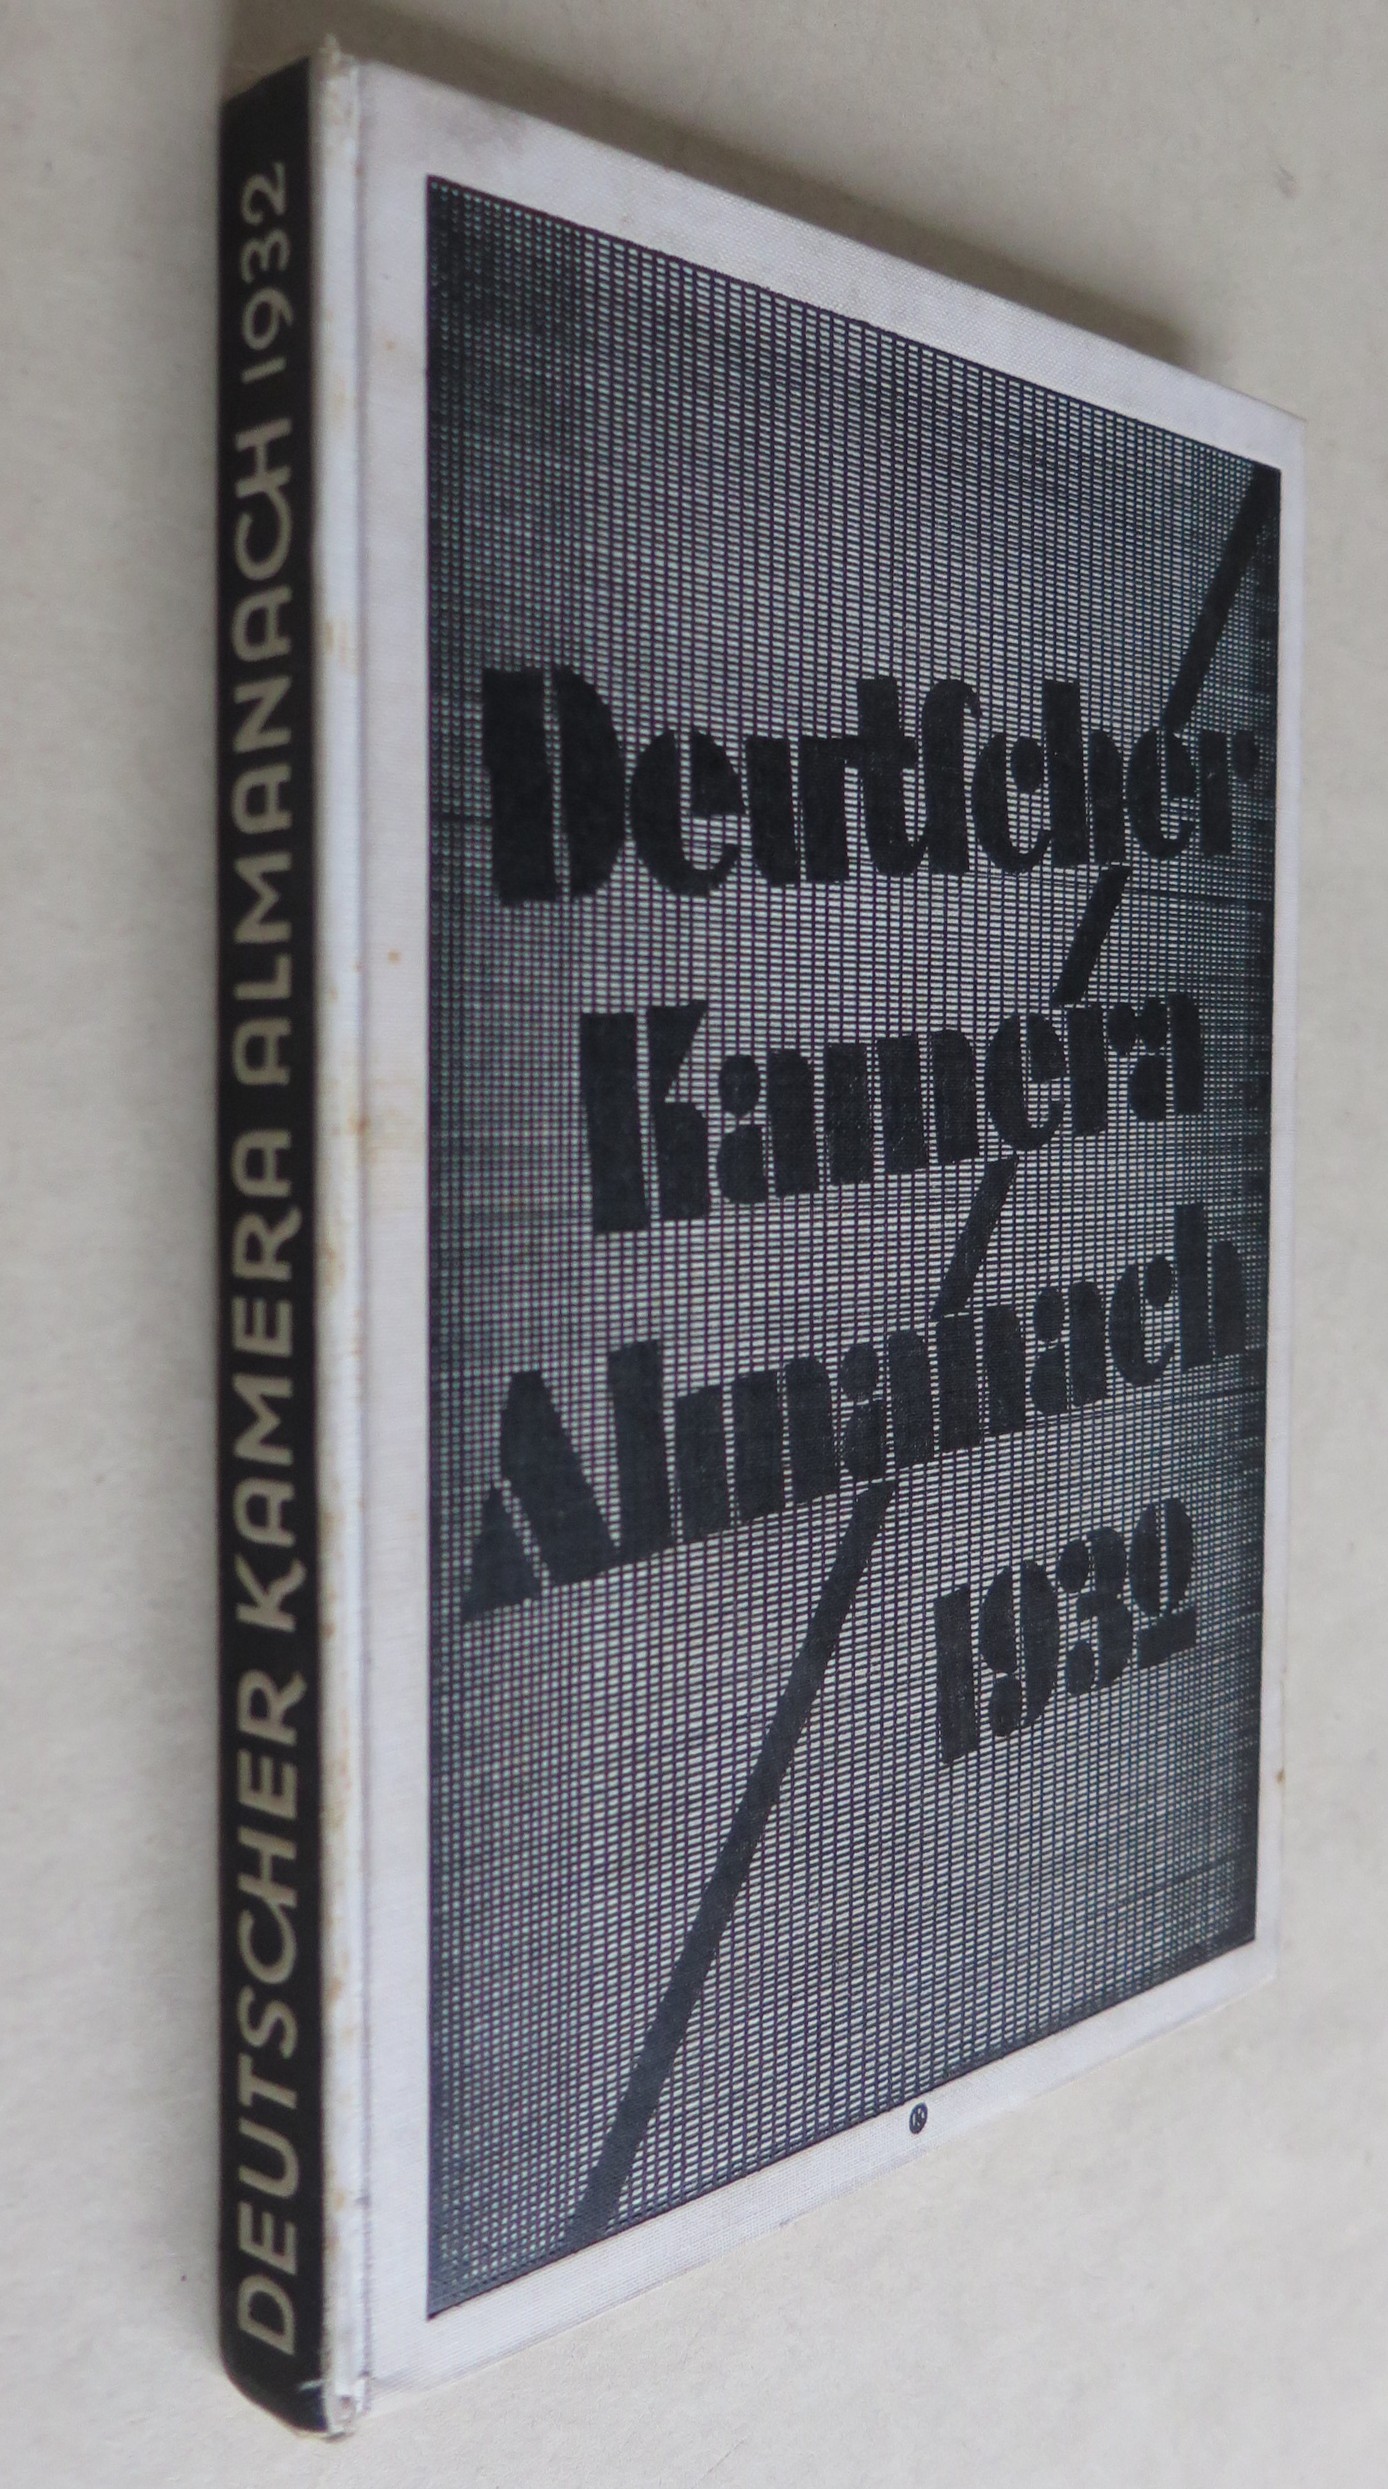 DEUTSCHER KAMERA ALMANACH 1932
Deutſcher
Kamera
Almanach
1932